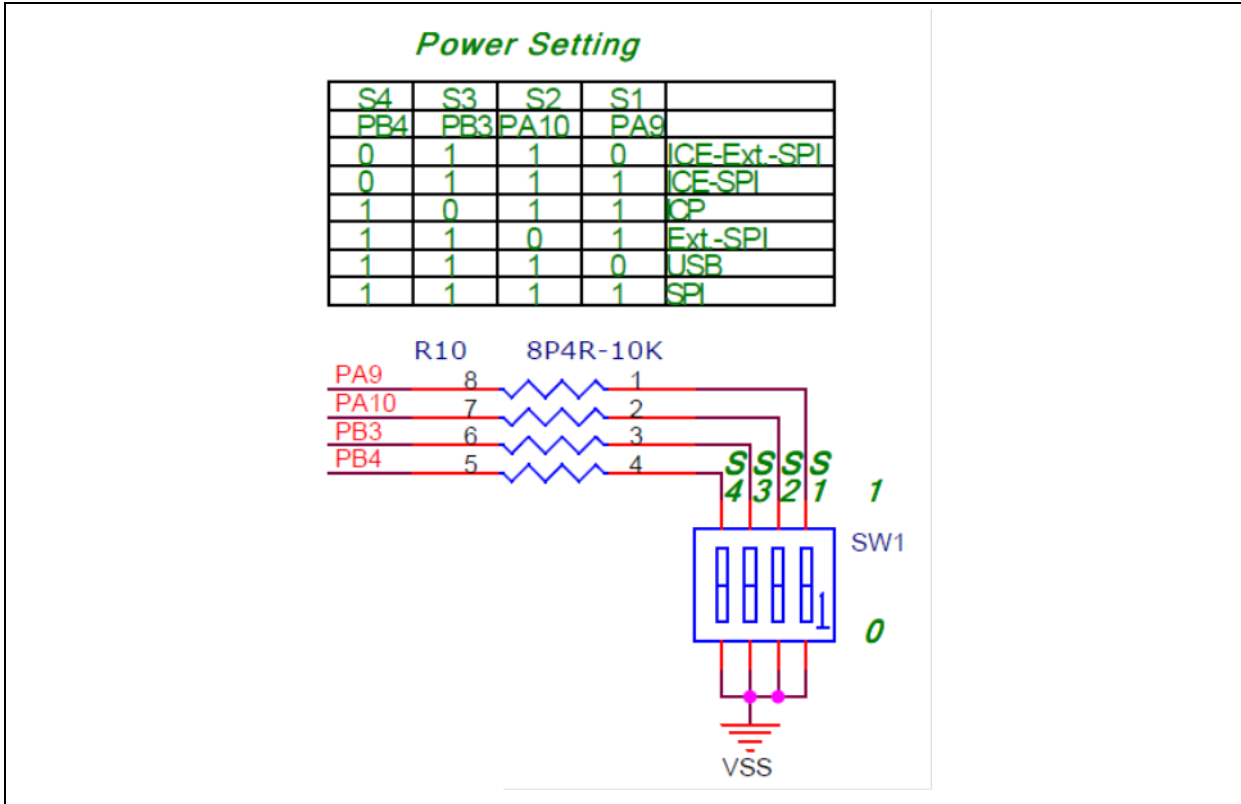 Power Setting
S4 S3 S2 S1
PB4 PB3 PA10 PA9
0 1 1 0 ICE-Ext.-SPI
0 1 1 1 ICE-SPI
1 0 1 1 ICP
1 1 0 1 Ext.-SPI
1 1 1 0 USB
1 1 1 1 SPI
R10 8P4R-10K
PA9 8 1
PA10 7 2
PB3 6 3
PB4 5 4
S S S S
4 3 2 1 1
SW1
1
0
VSS